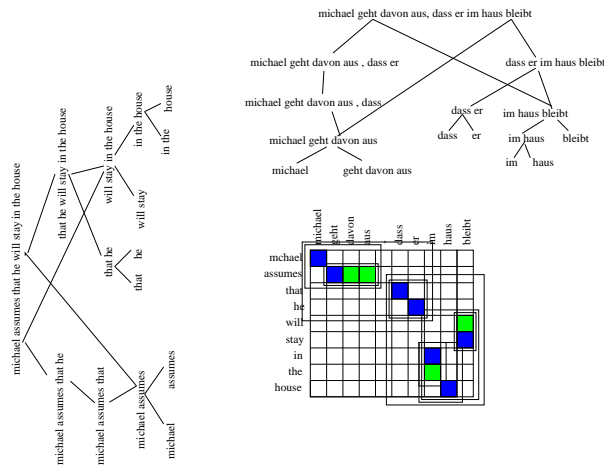 michael geht davon aus, dass er im haus bleibt
michael geht davon aus , dass er
dass er im haus bleibt
michael geht davon aus , dass
dass er
im haus bleibt
dass
er
im haus
bleibt
michael geht davon aus
im
haus
michael
geht davon aus
michael assumes that he will stay in the house
that he will stay in the house
will stay in the house
in the house
house
in the
will stay
that he
he
that
michael assumes that he
michael assumes that
michael assumes
assumes
michael
michael
geht
davon
aus
,
dass
er
im
haus
bleibt
mchael
assumes
that
he
will
stay
in
the
house